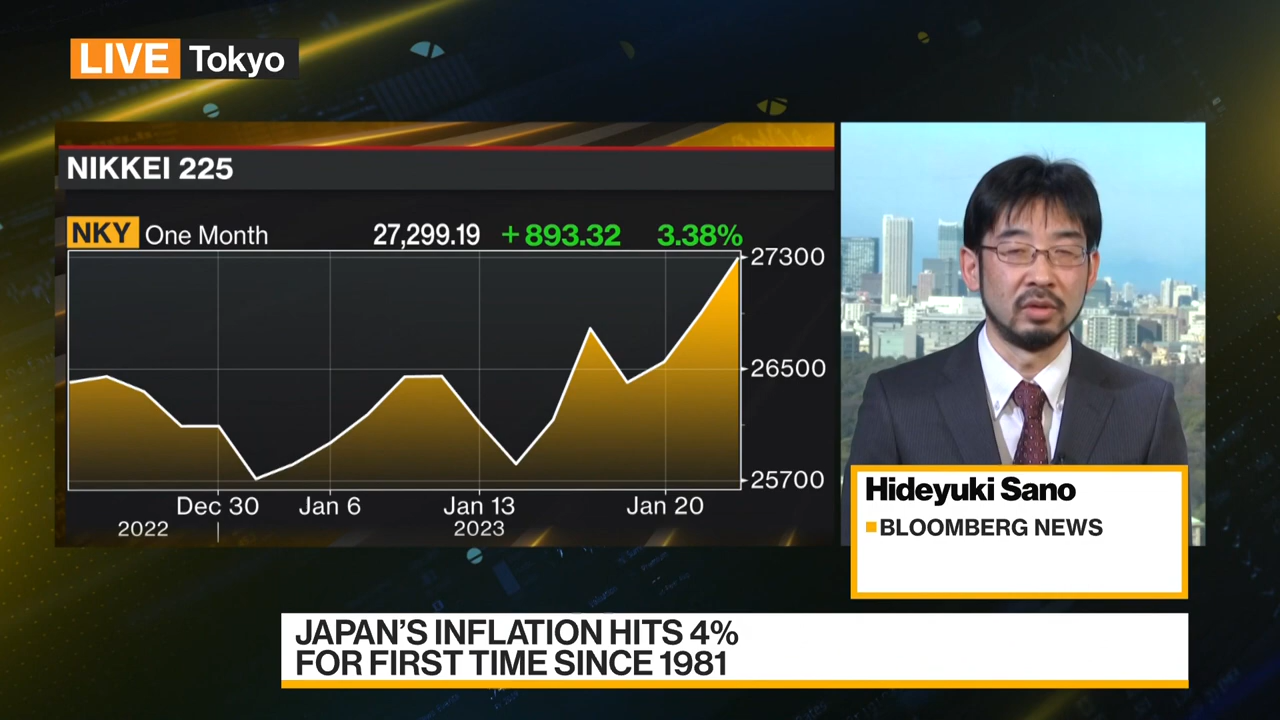 LIVE Tokyo
NIKKEI 225
NKY One Month 27,299.19 +893.32 3.38%
27300
26500
25700
Dec 30 Jan 6 Jan 13 Jan 20
2022 2023
Hideyuki Sano
BLOOMBERG NEWS
JAPAN'S INFLATION HITS 4%
FOR FIRST TIME SINCE 1981